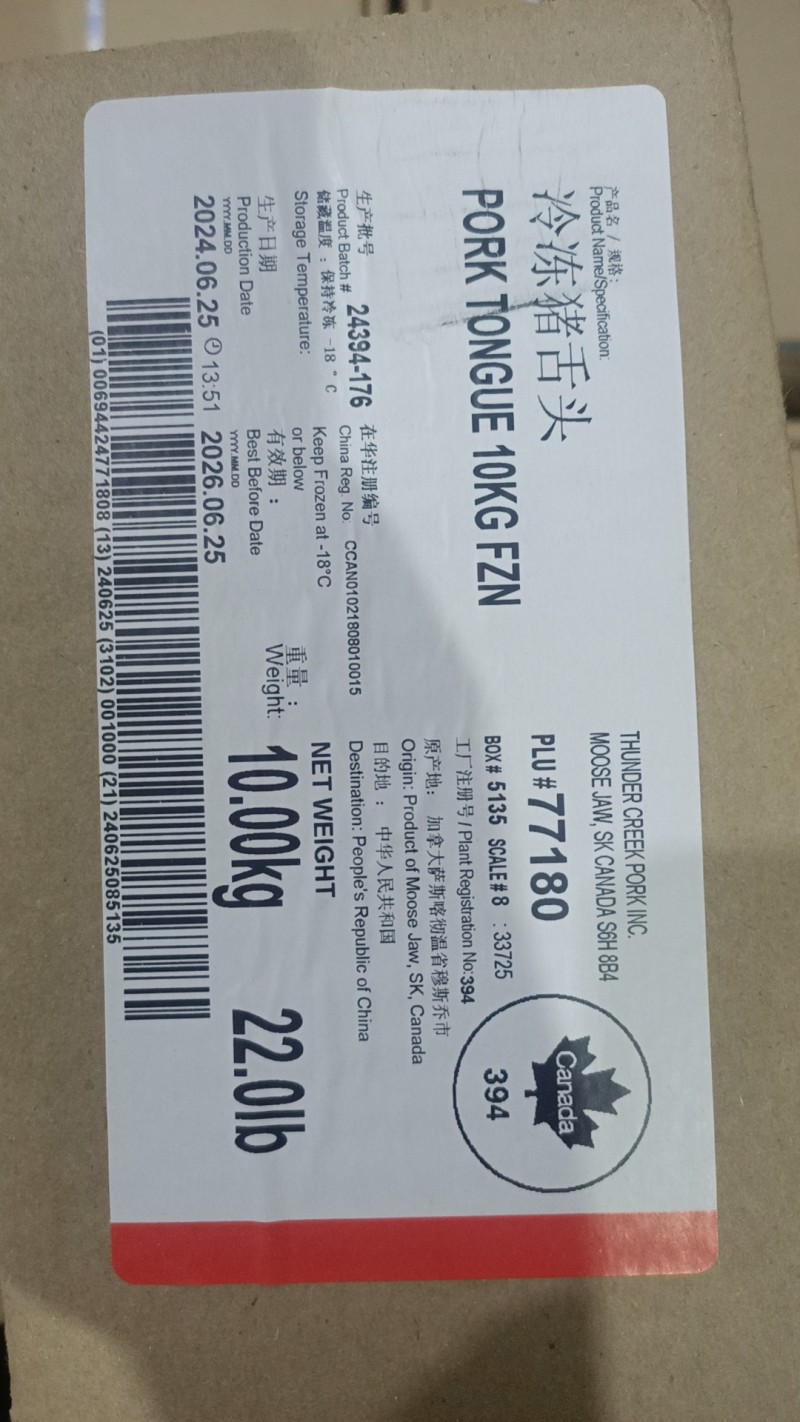 产品名 / 规格:
Product Name/Specification:
冷冻猪舌头
PORK TONGUE 10KG FZN
THUNDER CREEK PORK INC.
MOOSE JAW, SK CANADA S6H 8B4
PLU # 77180
BOX# 5135 SCALE# 8 : 33725
工厂注册号 / Plant Registration No:394
Canada
394
生产批号
Product Batch # 24394-176
在华注册编号
China Reg. No. CCAN01021808010015
原产地: 加拿大萨斯喀彻温省穆斯乔市
Origin: Product of Moose Jaw, SK, Canada
储藏温度 : 保持冷冻 -18 ° C
Storage Temperature:
Keep Frozen at -18°C
or below
目的地 : 中华人民共和国
Destination: People's Republic of China
生产日期
Production Date
YYYY.MM.DD
2024.06.25 13:51
有效期 :
Best Before Date
YYYY.MM.DD
2026.06.25
重量 :
Weight:
NET WEIGHT
10.00kg 22.0lb
(01) 00694424771808 (13) 240625 (3102) 001000 (21) 240625085135